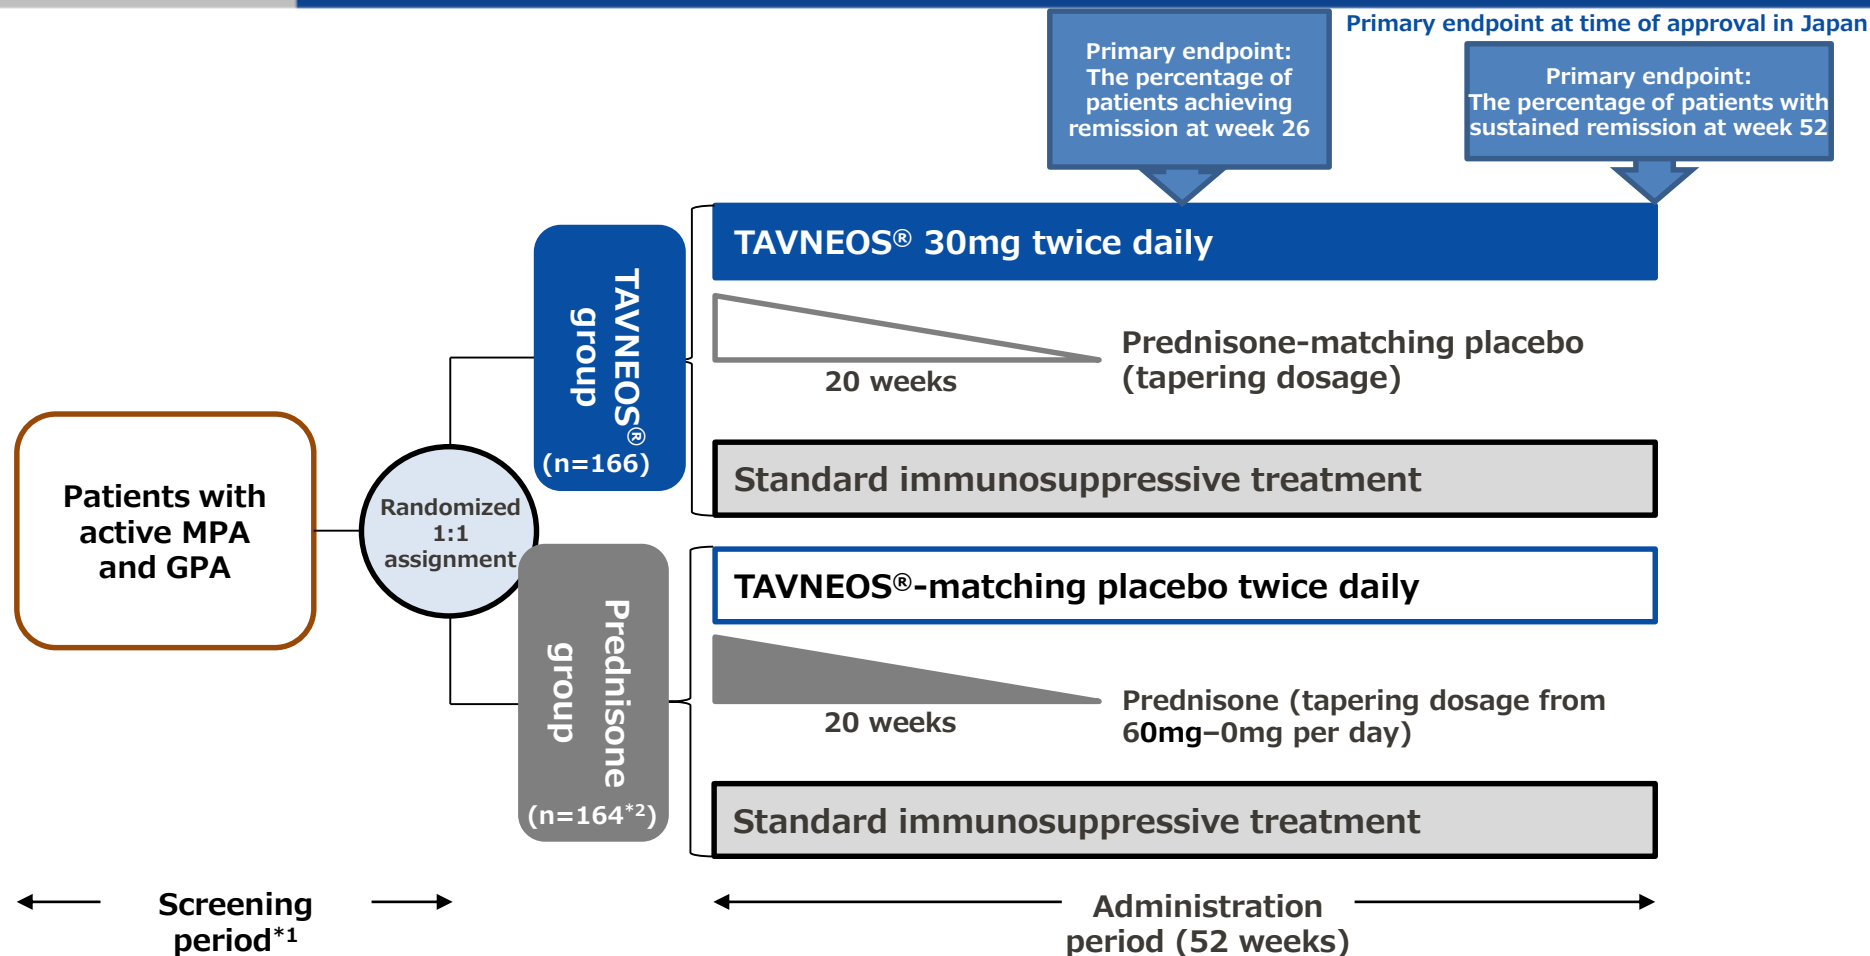 Primary endpoint at time of approval in Japan
Primary endpoint:
The percentage of
patients achieving
remission at week 26
Primary endpoint:
The percentage of patients with
sustained remission at week 52
TAVNEOS®
group
(n=166)
TAVNEOS® 30mg twice daily
20 weeks
Prednisone-matching placebo
(tapering dosage)
Standard immunosuppressive treatment
Patients with
active MPA
and GPA
Randomized
1:1
assignment
Prednisone
group
(n=164*2)
TAVNEOS®-matching placebo twice daily
20 weeks
Prednisone (tapering dosage from
60mg–0mg per day)
Standard immunosuppressive treatment
Screening
period*1
Administration
period (52 weeks)